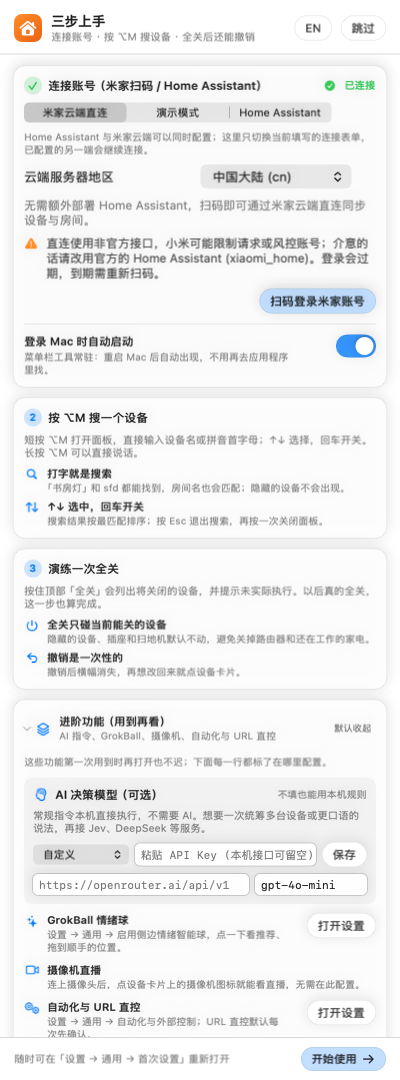 三步上手
连接账号 · 按 ⌥M 搜设备 · 全关后还能撤销
EN
跳过
连接账号（米家扫码 / Home Assistant）
已连接
米家云端直连
演示模式
Home Assistant
Home Assistant 与米家云端可以同时配置；这里只切换当前填写的连接表单，
已配置的另一端会继续连接。
云端服务器地区
中国大陆 (cn)
无需额外部署 Home Assistant，扫码即可通过米家云端直连同步
设备与房间。
直连使用非官方接口，小米可能限制请求或风控账号；介意的
话请改用官方的 Home Assistant (xiaomi_home)。登录会过
期，到期需重新扫码。
扫码登录米家账号
登录 Mac 时自动启动
菜单栏工具常驻：重启 Mac 后自动出现，不用再去应用程序
里找。
2
按 ⌥M 搜一个设备
短按 ⌥M 打开面板，直接输入设备名或拼音首字母；↑↓ 选择，回车开关。
长按 ⌥M 可以直接说话。
打字就是搜索
「书房灯」和 sfd 都能找到，房间名也会匹配；隐藏的设备不会出现。
↑↓ 选中，回车开关
搜索结果按最匹配排序；按 Esc 退出搜索，再按一次关闭面板。
3
演练一次全关
按住顶部「全关」会列出将关闭的设备，并提示未实际执行。以后真的全关，
这一步也算完成。
全关只碰当前能关的设备
隐藏的设备、插座和扫地机默认不动，避免关掉路由器和还在工作的家电。
撤销是一次性的
撤销后横幅消失，再想改回来就点设备卡片。
进阶功能（用到再看）
AI 指令、GrokBall、摄像机、自动化与 URL 直控
默认收起
这些功能第一次用到时再打开也不迟；下面每一行都标了在哪里配置。
AI 决策模型（可选）
不填也能用本机规则
常规指令本机直接执行，不需要 AI。想要一次统筹多台设备或更口语的
说法，再接 Jev、DeepSeek 等服务。
自定义
粘贴 API Key (本机接口可留空)
保存
https://openrouter.ai/api/v1
gpt-4o-mini
GrokBall 情绪球
设置 → 通用 → 启用侧边情绪智能球，点一下看推荐、
拖到顺手的位置。
打开设置
摄像机直播
连上摄像头后，点设备卡片上的摄像机图标就能看直播，无需在此配置。
自动化与 URL 直控
设置 → 通用 → 自动化与外部控制；URL 直控默认每
次先确认。
打开设置
随时可在「设置 → 通用 → 首次设置」重新打开
开始使用 →